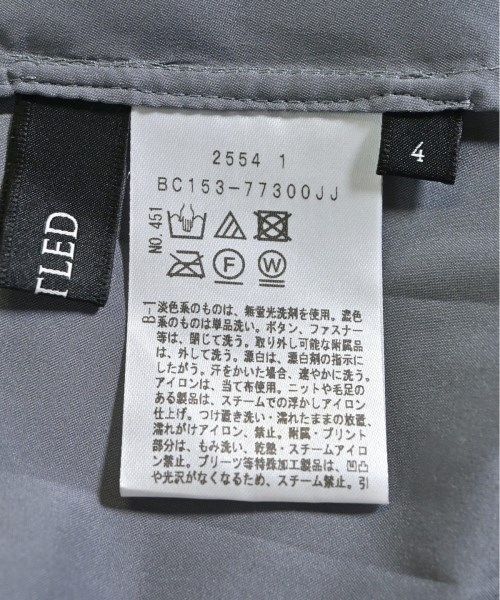 2554 1
BC153-77300JJ
NO.451
F
W
B-1
淡色系のものは、無蛍光洗剤を使用。濃色
系のものは単品洗い。ボタン、ファスナー
等は、閉じて洗う。取り外し可能な附属品
は、外して洗う。漂白は、漂白剤の指示に
したがう。汗をかいた場合、速やかに洗う。
アイロンは、当て布使用。ニットや毛足の
ある製品は、スチームでの浮かしアイロン
仕上げ。つけ置き洗い・濡れたままの放置、
濡れがけアイロン、禁止。附属・プリント
部分は、もみ洗い、乾塾・スチームアイロ
ン禁止。プリーツ等特殊加工製品は、凹凸
や光沢がなくなるため、スチーム禁止。引
4
TLED